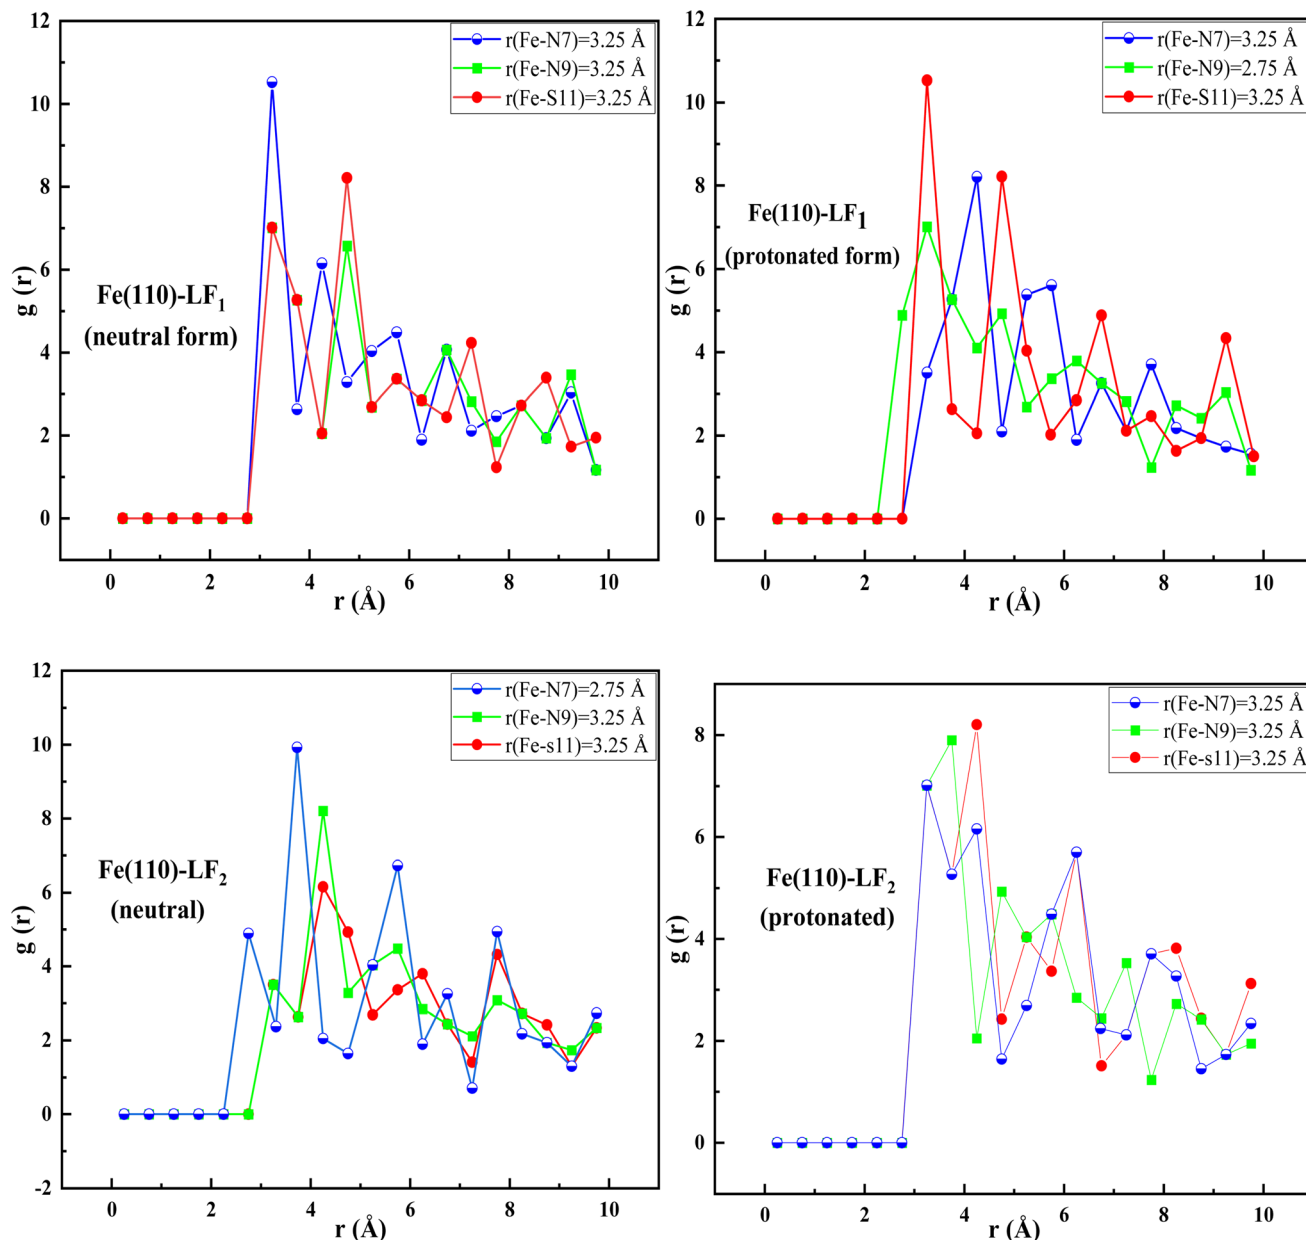 12
10
8
6
4
2
0
g (r)
r(Fe-N7)=3.25 Å
r(Fe-N9)=3.25 Å
r(Fe-S11)=3.25 Å
Fe(110)-LF₁
(neutral form)
0 2 4 6 8 10
r (Å)
12
10
8
6
4
2
0
g (r)
r(Fe-N7)=3.25 Å
r(Fe-N9)=2.75 Å
r(Fe-S11)=3.25 Å
Fe(110)-LF1
(protonated form)
0 2 4 6 8 10
r (Å)
12
10
8
6
4
2
0
-2
g (r)
r(Fe-N7)=2.75 Å
r(Fe-N9)=3.25 Å
r(Fe-s11)=3.25 Å
Fe(110)-LF₂
(neutral)
0 2 4 6 8 10
r (Å)
8
6
4
2
0
g (r)
r(Fe-N7)=3.25 Å
r(Fe-N9)=3.25 Å
r(Fe-s11)=3.25 Å
Fe(110)-LF₂
(protonated)
0 2 4 6 8 10
r (Å)